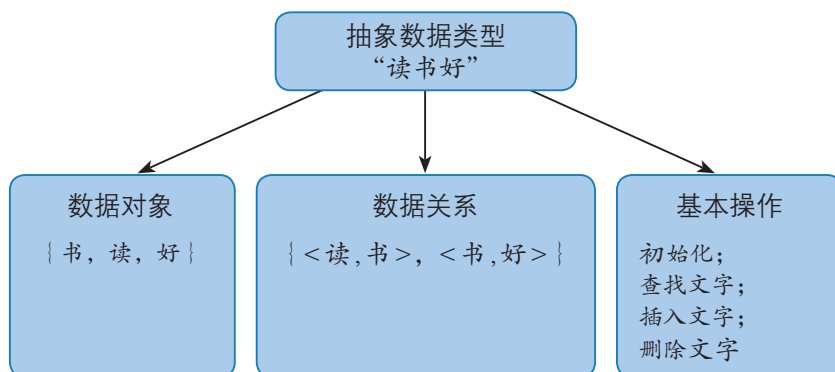 抽象数据类型
“读书好”
数据对象
{书，读，好}
数据关系
{<读,书>，<书,好>}
基本操作
初始化；
查找文字；
插入文字；
删除文字